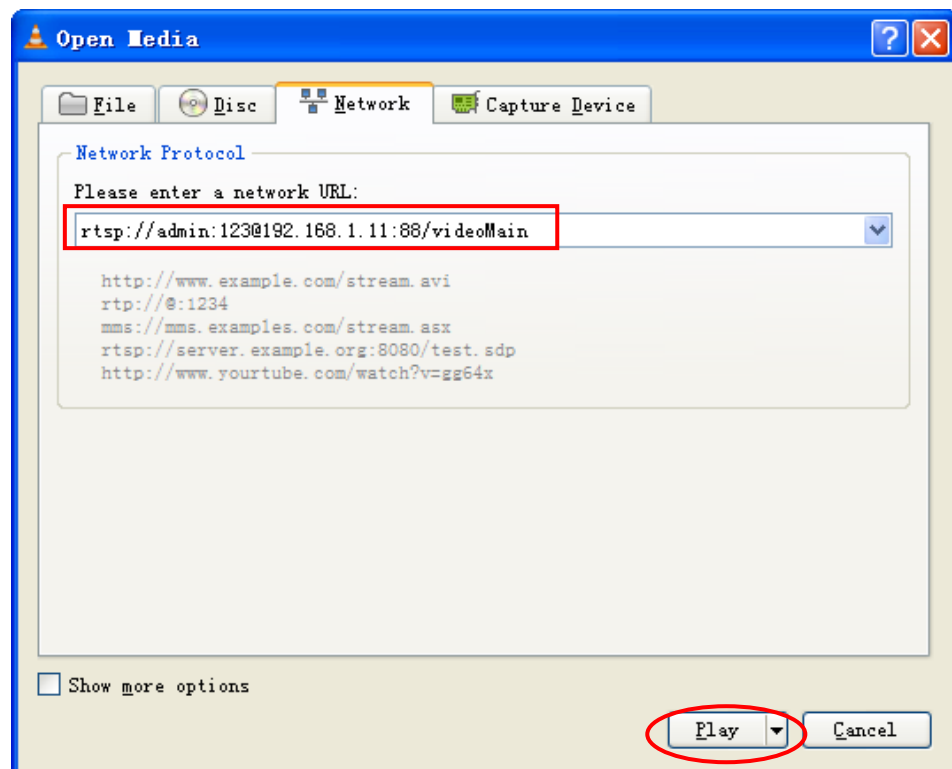 Open Media
File Disc Network Capture Device
Network Protocol
Please enter a network URL:
rtsp://admin:123@192.168.1.11:88/videoMain
http://www.example.com/stream.avi
rtp://@:1234
mms://mms.examples.com/stream.asx
rtsp://server.example.org:8080/test.sdp
http://www.yourtube.com/watch?v=gg64x
Show more options
Play Cancel